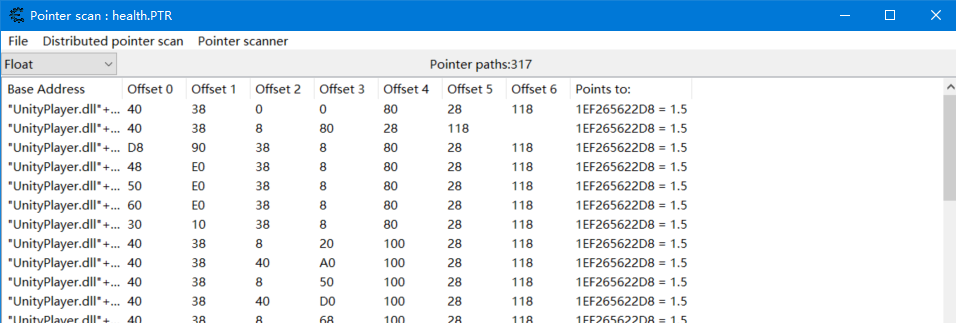 Pointer scan : health.PTR
File Distributed pointer scan Pointer scanner
Float Pointer paths:317
Base Address Offset 0 Offset 1 Offset 2 Offset 3 Offset 4 Offset 5 Offset 6 Points to:
"UnityPlayer.dll"+... 40 38 0 0 80 28 118 1EF265622D8 = 1.5
"UnityPlayer.dll"+... 40 38 8 80 28 118 1EF265622D8 = 1.5
"UnityPlayer.dll"+... D8 90 38 8 80 28 118 1EF265622D8 = 1.5
"UnityPlayer.dll"+... 48 E0 38 8 80 28 118 1EF265622D8 = 1.5
"UnityPlayer.dll"+... 50 E0 38 8 80 28 118 1EF265622D8 = 1.5
"UnityPlayer.dll"+... 60 E0 38 8 80 28 118 1EF265622D8 = 1.5
"UnityPlayer.dll"+... 30 10 38 8 80 28 118 1EF265622D8 = 1.5
"UnityPlayer.dll"+... 40 38 8 20 100 28 118 1EF265622D8 = 1.5
"UnityPlayer.dll"+... 40 38 40 A0 100 28 118 1EF265622D8 = 1.5
"UnityPlayer.dll"+... 40 38 8 50 100 28 118 1EF265622D8 = 1.5
"UnityPlayer.dll"+... 40 38 40 D0 100 28 118 1EF265622D8 = 1.5
"UnityPlayer.dll"+... 40 38 8 68 100 28 118 1EF265622D8 = 1.5